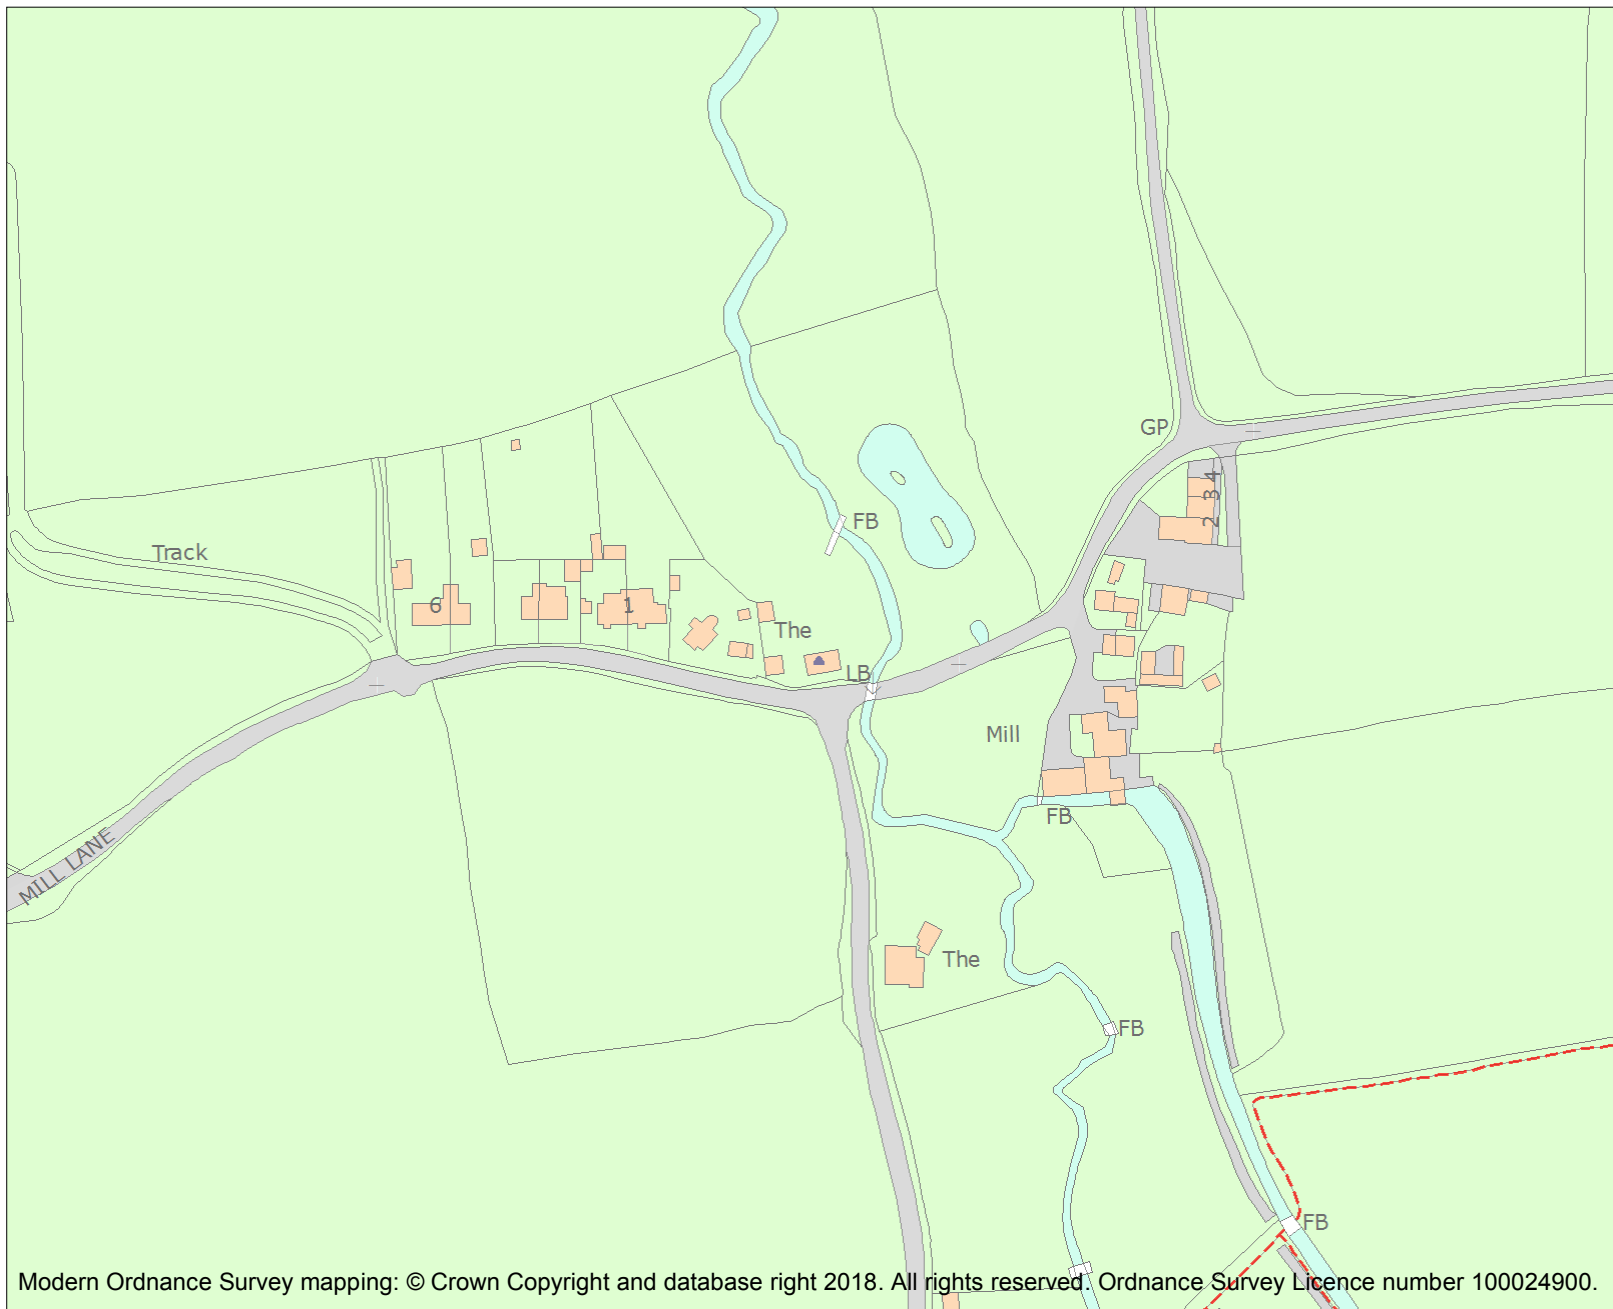 GP
4
3
2
FB
Track
6
1
The
LB
Mill
FB
MILL LANE
The
FB
FB
Modern Ordnance Survey mapping: © Crown Copyright and database right 2018. All rights reserved. Ordnance Survey Licence number 100024900.